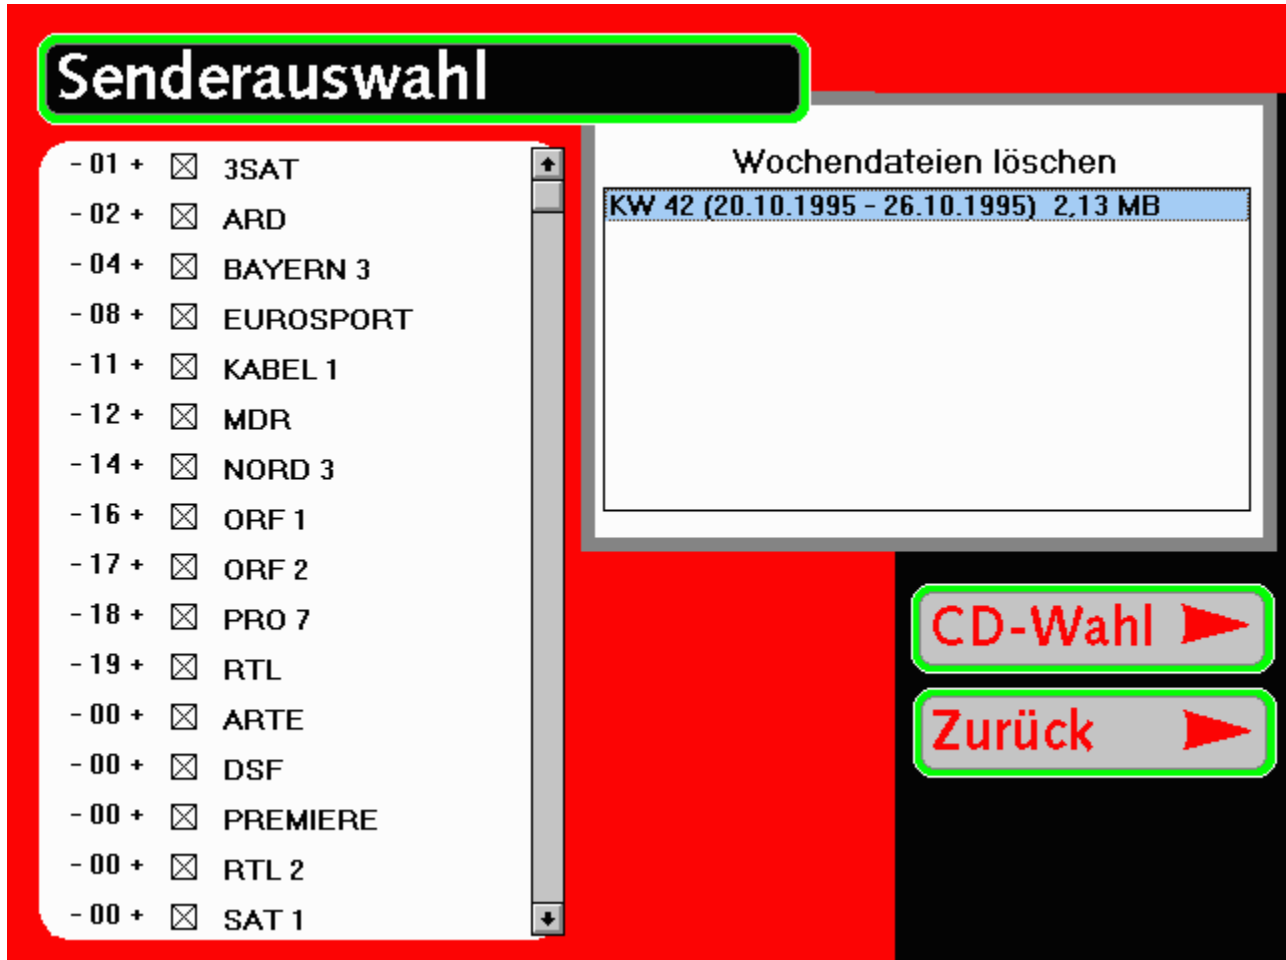 Senderauswahl
- 01 + 3SAT
- 02 + ARD
- 04 + BAYERN 3
- 08 + EUROSPORT
- 11 + KABEL 1
- 12 + MDR
- 14 + NORD 3
- 16 + ORF 1
- 17 + ORF 2
- 18 + PRO 7
- 19 + RTL
- 00 + ARTE
- 00 + DSF
- 00 + PREMIERE
- 00 + RTL 2
- 00 + SAT 1
Wochendateien löschen
KW 42 (20.10.1995 - 26.10.1995) 2,13 MB
CD-Wahl
Zurück